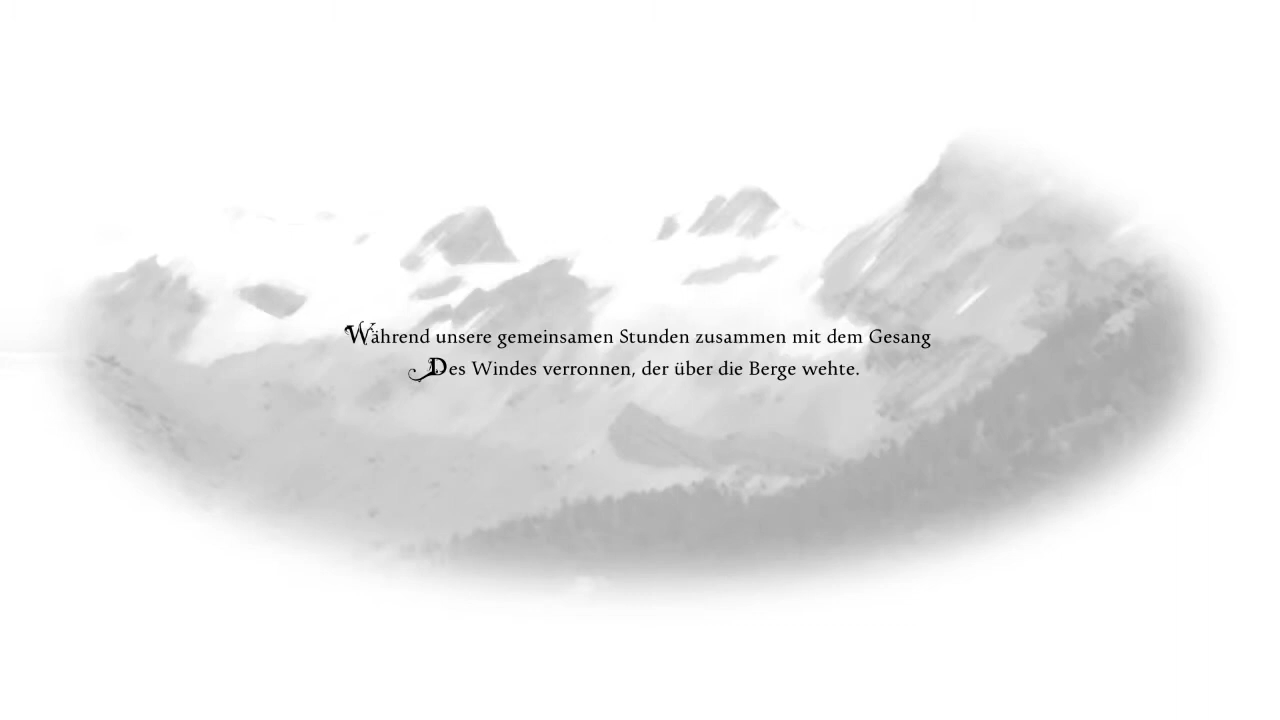 Während unsere gemeinsamen Stunden zusammen mit dem Gesang
Des Windes verronnen, der über die Berge wehte.